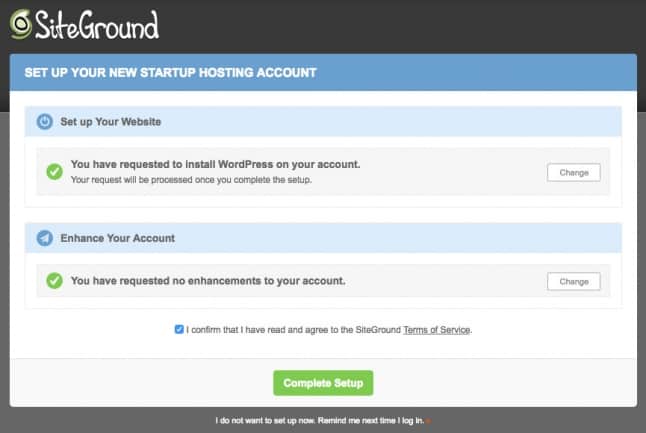 SiteGround
SET UP YOUR NEW STARTUP HOSTING ACCOUNT
Set up Your Website
You have requested to install WordPress on your account.
Your request will be processed once you complete the setup.
Change
Enhance Your Account
You have requested no enhancements to your account.
Change
I confirm that I have read and agree to the SiteGround Terms of Service.
Complete Setup
I do not want to set up now. Remind me next time I log in.